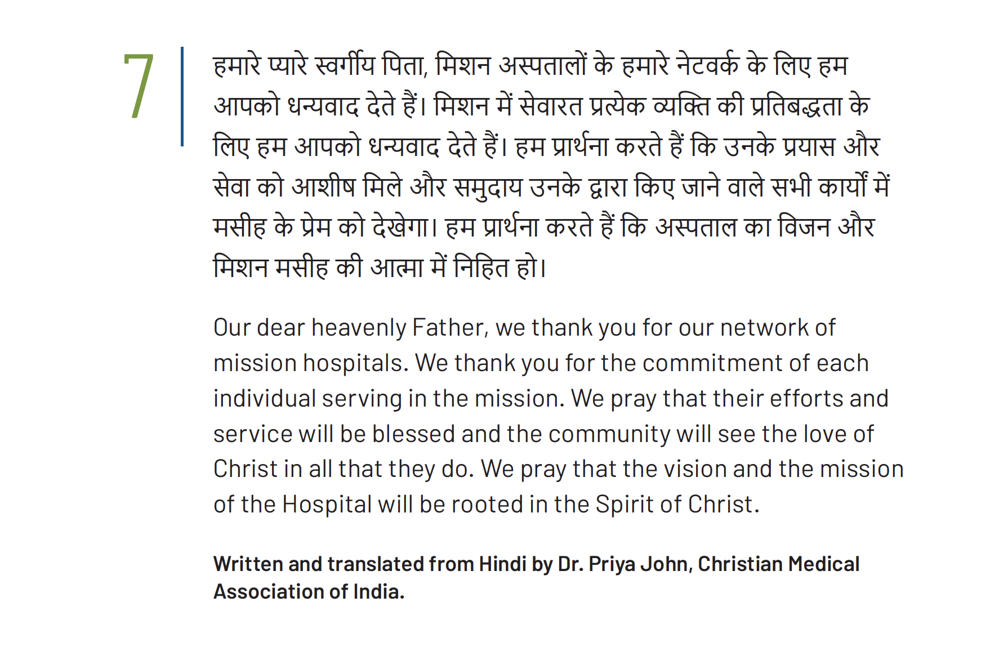 7
हमारे प्यारे स्वर्गीय पिता, मिशन अस्पतालों के हमारे नेटवर्क के लिए हम
आपको धन्यवाद देते हैं। मिशन में सेवारत प्रत्येक व्यक्ति की प्रतिबद्धता के
लिए हम आपको धन्यवाद देते हैं। हम प्रार्थना करते हैं कि उनके प्रयास और
सेवा को आशीष मिले और समुदाय उनके द्वारा किए जाने वाले सभी कार्यों में
मसीह के प्रेम को देखेगा। हम प्रार्थना करते हैं कि अस्पताल का विजन और
मिशन मसीह की आत्मा में निहित हो।
Our dear heavenly Father, we thank you for our network of
mission hospitals. We thank you for the commitment of each
individual serving in the mission. We pray that their efforts and
service will be blessed and the community will see the love of
Christ in all that they do. We pray that the vision and the mission
of the Hospital will be rooted in the Spirit of Christ.
Written and translated from Hindi by Dr. Priya John, Christian Medical
Association of India.